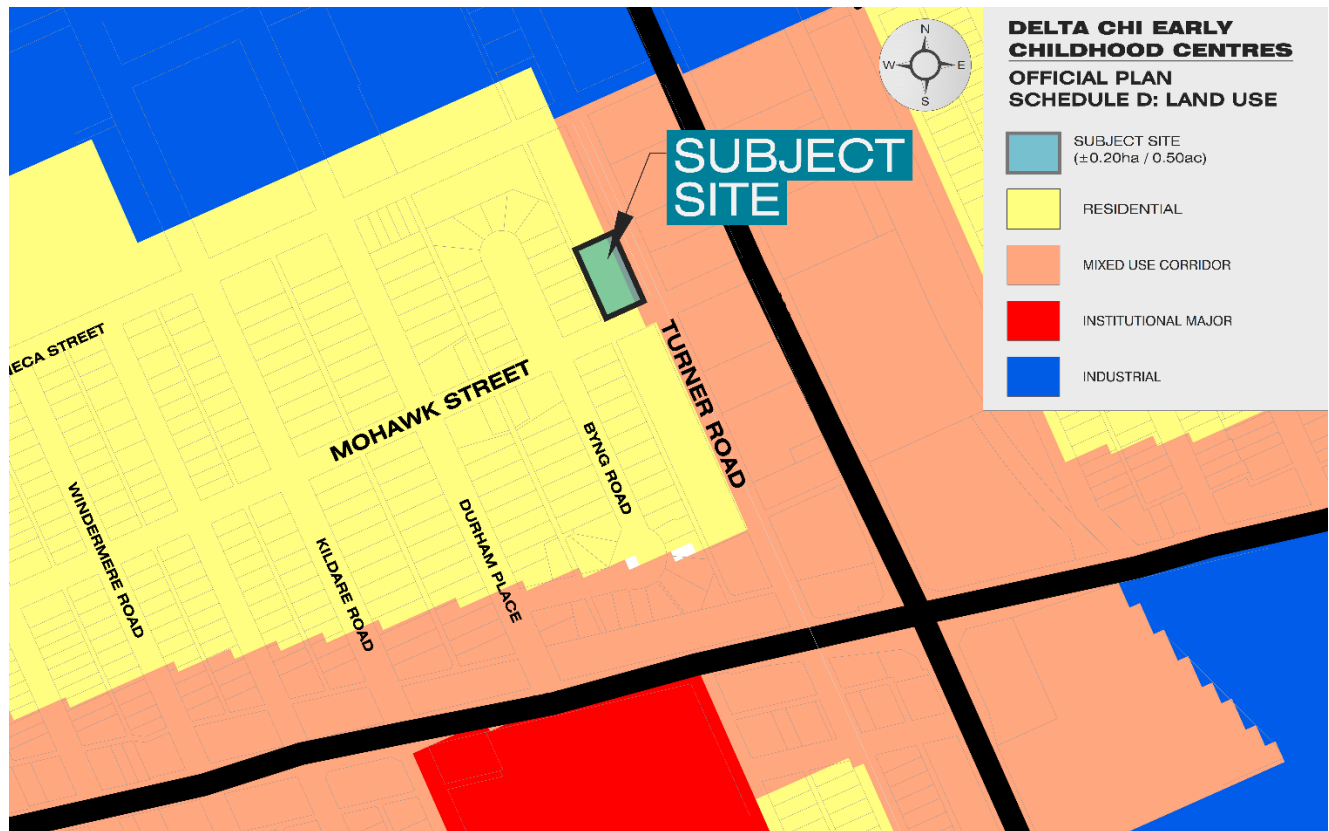 DELTA CHI EARLY
CHILDHOOD CENTRES
OFFICIAL PLAN
SCHEDULE D: LAND USE
SUBJECT SITE
(±0.20ha / 0.50ac)
RESIDENTIAL
MIXED USE CORRIDOR
INSTITUTIONAL MAJOR
INDUSTRIAL
N
W
E
S
SUBJECT
SITE
NECA STREET
MOHAWK STREET
TURNER ROAD
BYNG ROAD
DURHAM PLACE
KILDARE ROAD
WINDERMERE ROAD